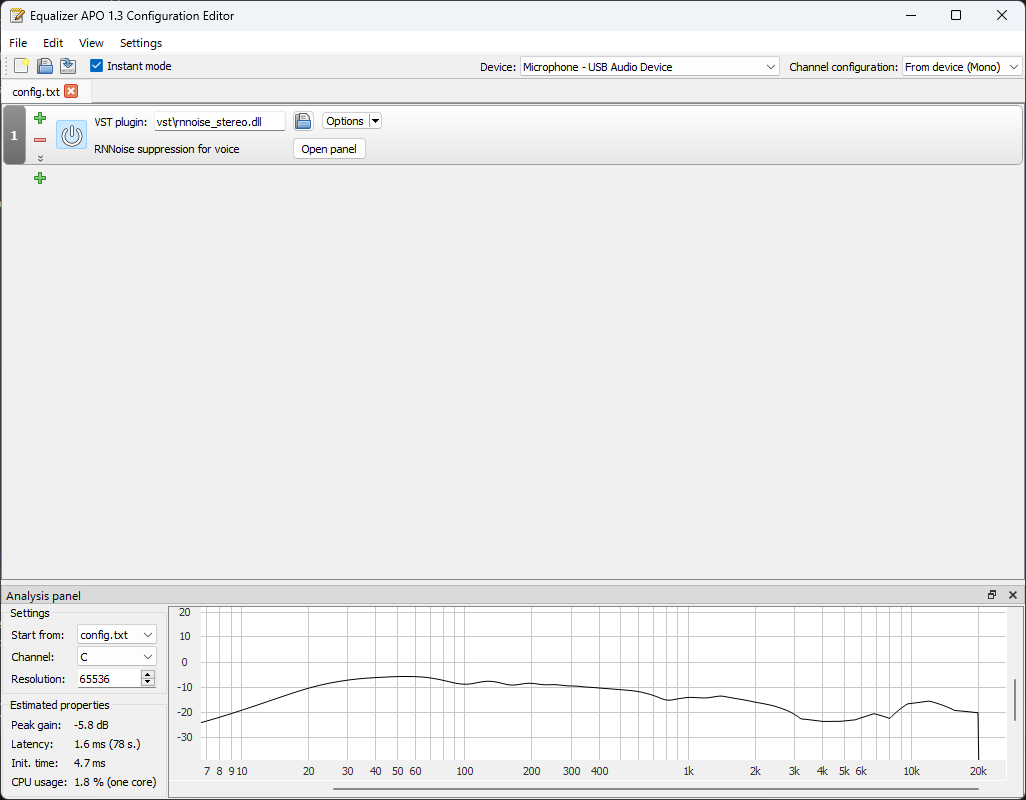 Equalizer APO 1.3 Configuration Editor
File Edit View Settings
Instant mode Device: Microphone - USB Audio Device Channel configuration: From device (Mono)
config.txt
1 VST plugin: vst\rnnoise_stereo.dll Options
RNNoise suppression for voice Open panel
Analysis panel
Settings
Start from: config.txt
Channel: C
Resolution: 65536
Estimated properties
Peak gain: -5.8 dB
Latency: 1.6 ms (78 s.)
Init. time: 4.7 ms
CPU usage: 1.8 % (one core)
20
10
0
-10
-20
-30
7 8 9 10 20 30 40 50 60 100 200 300 400 1k 2k 3k 4k 5k 6k 10k 20k